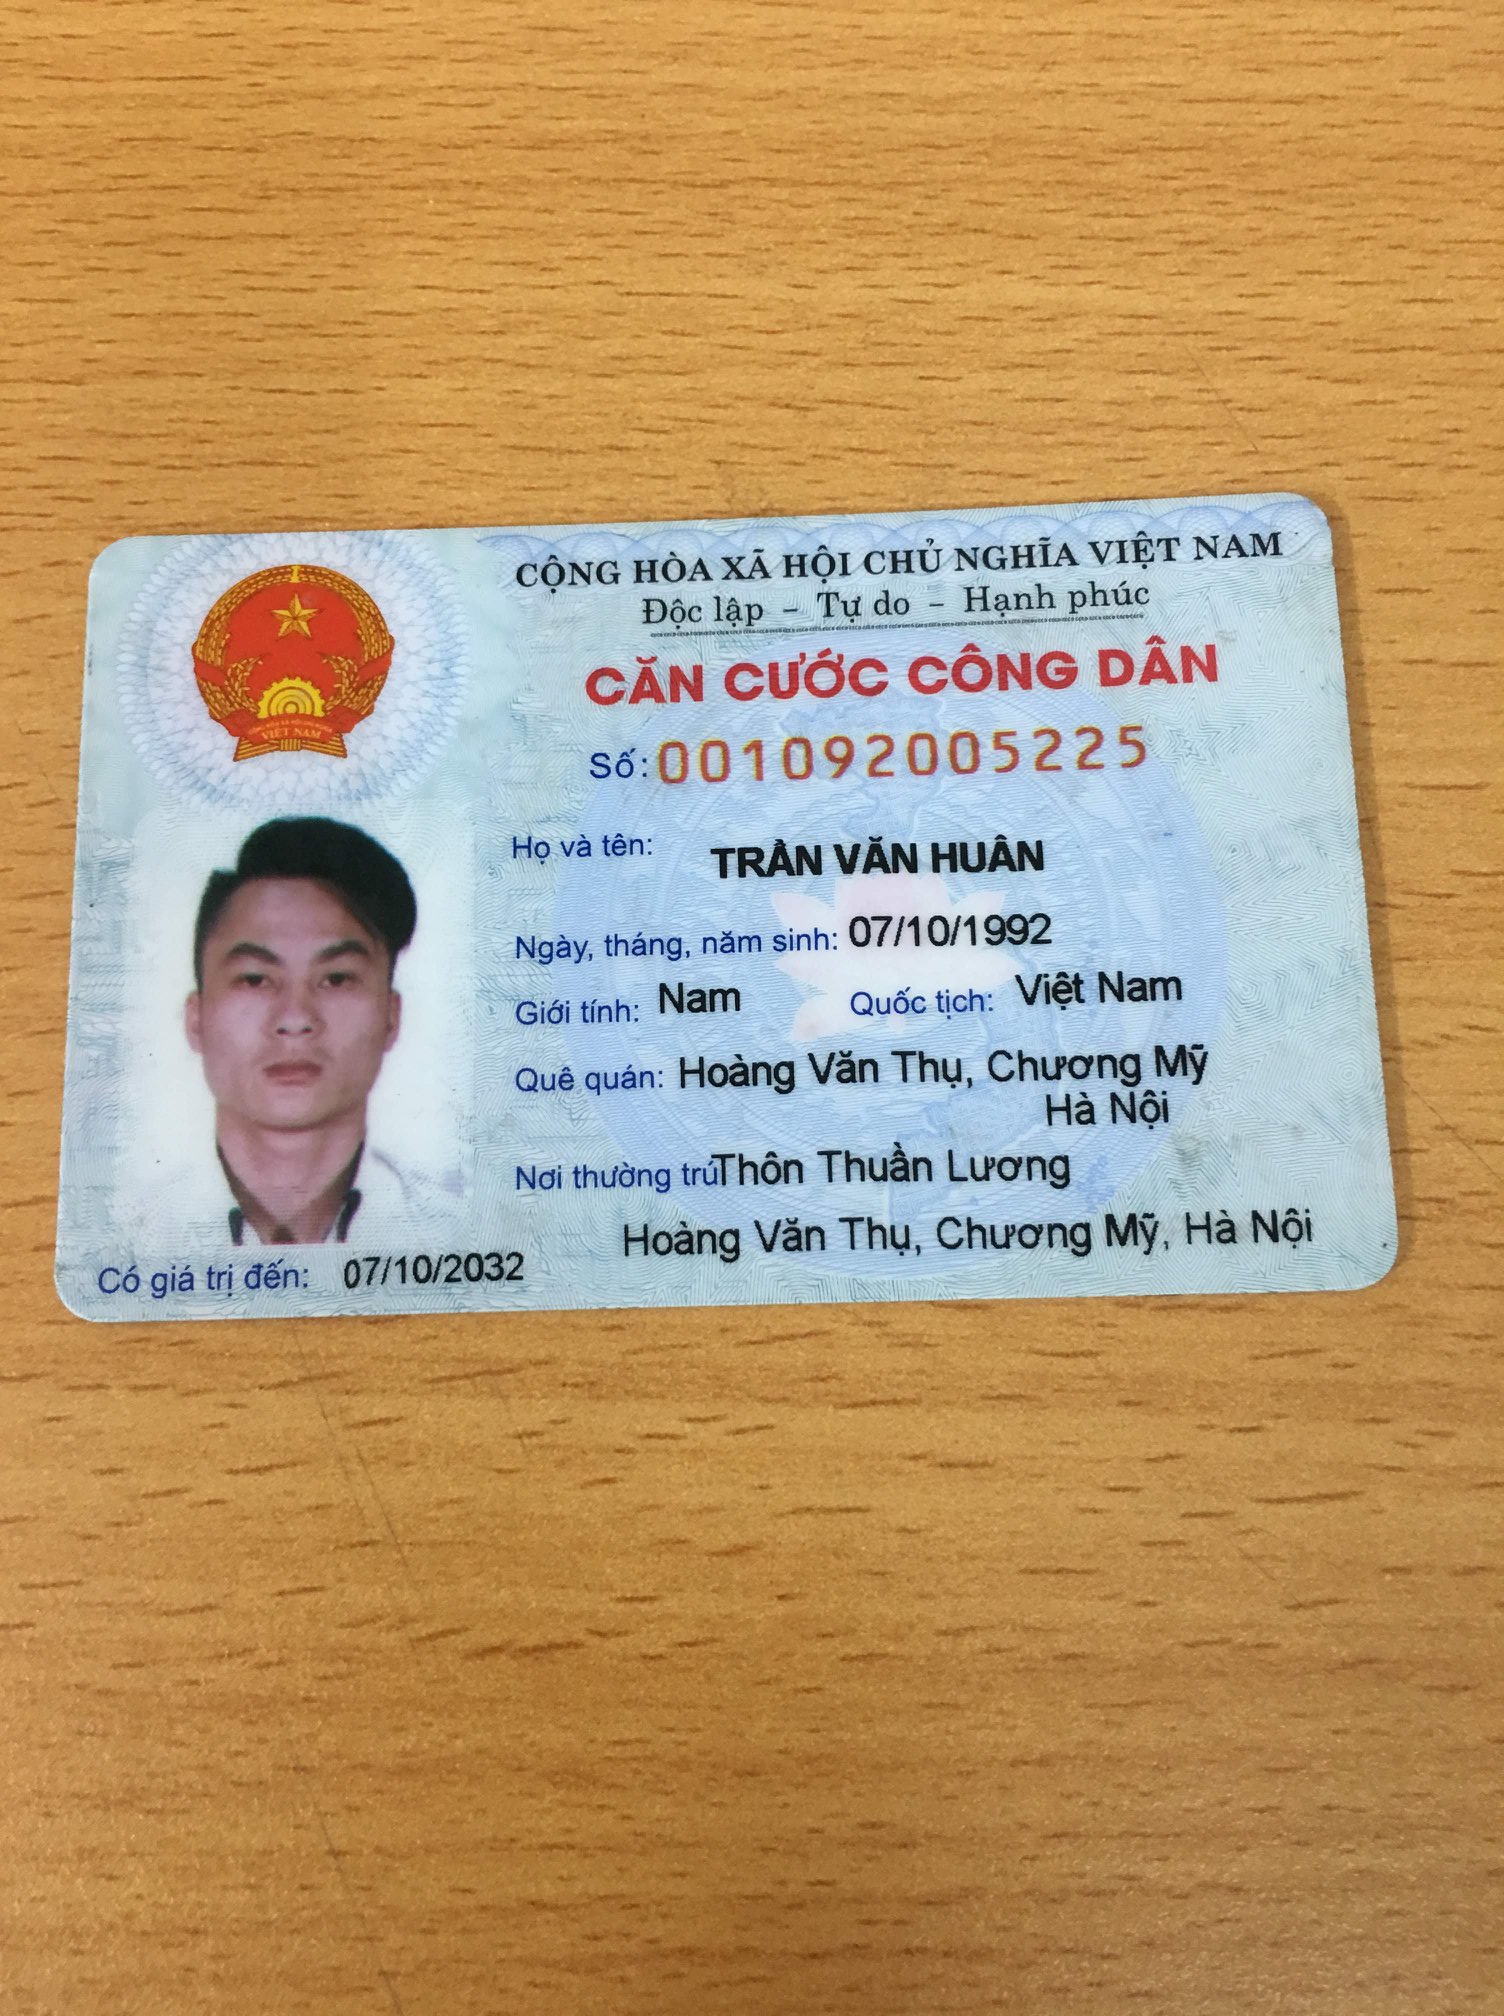 CỘNG HÒA XÃ HỘI CHỦ NGHĨA VIỆT NAM
Độc lập - Tự do - Hạnh phúc
CĂN CƯỚC CÔNG DÂN
Số: 001092005225
Họ và tên: TRẦN VĂN HUÂN
Ngày, tháng, năm sinh: 07/10/1992
Giới tính: Nam Quốc tịch: Việt Nam
Quê quán: Hoàng Văn Thụ, Chương Mỹ
Hà Nội
Nơi thường trú Thôn Thuần Lương
Hoàng Văn Thụ, Chương Mỹ, Hà Nội
Có giá trị đến: 07/10/2032
VIỆT NAM